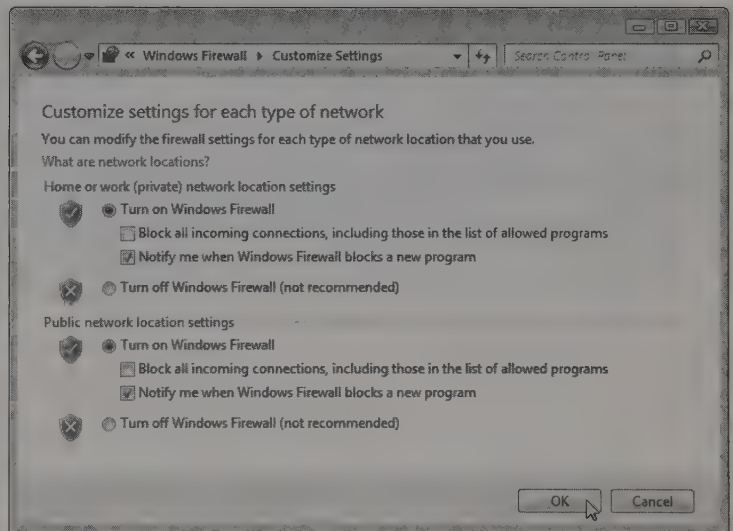 « Windows Firewall ▸ Customize Settings
Search Control Panel
Customize settings for each type of network
You can modify the firewall settings for each type of network location that you use.
What are network locations?
Home or work (private) network location settings
Turn on Windows Firewall
Block all incoming connections, including those in the list of allowed programs
Notify me when Windows Firewall blocks a new program
Turn off Windows Firewall (not recommended)
Public network location settings
Turn on Windows Firewall
Block all incoming connections, including those in the list of allowed programs
Notify me when Windows Firewall blocks a new program
Turn off Windows Firewall (not recommended)
OK
Cancel